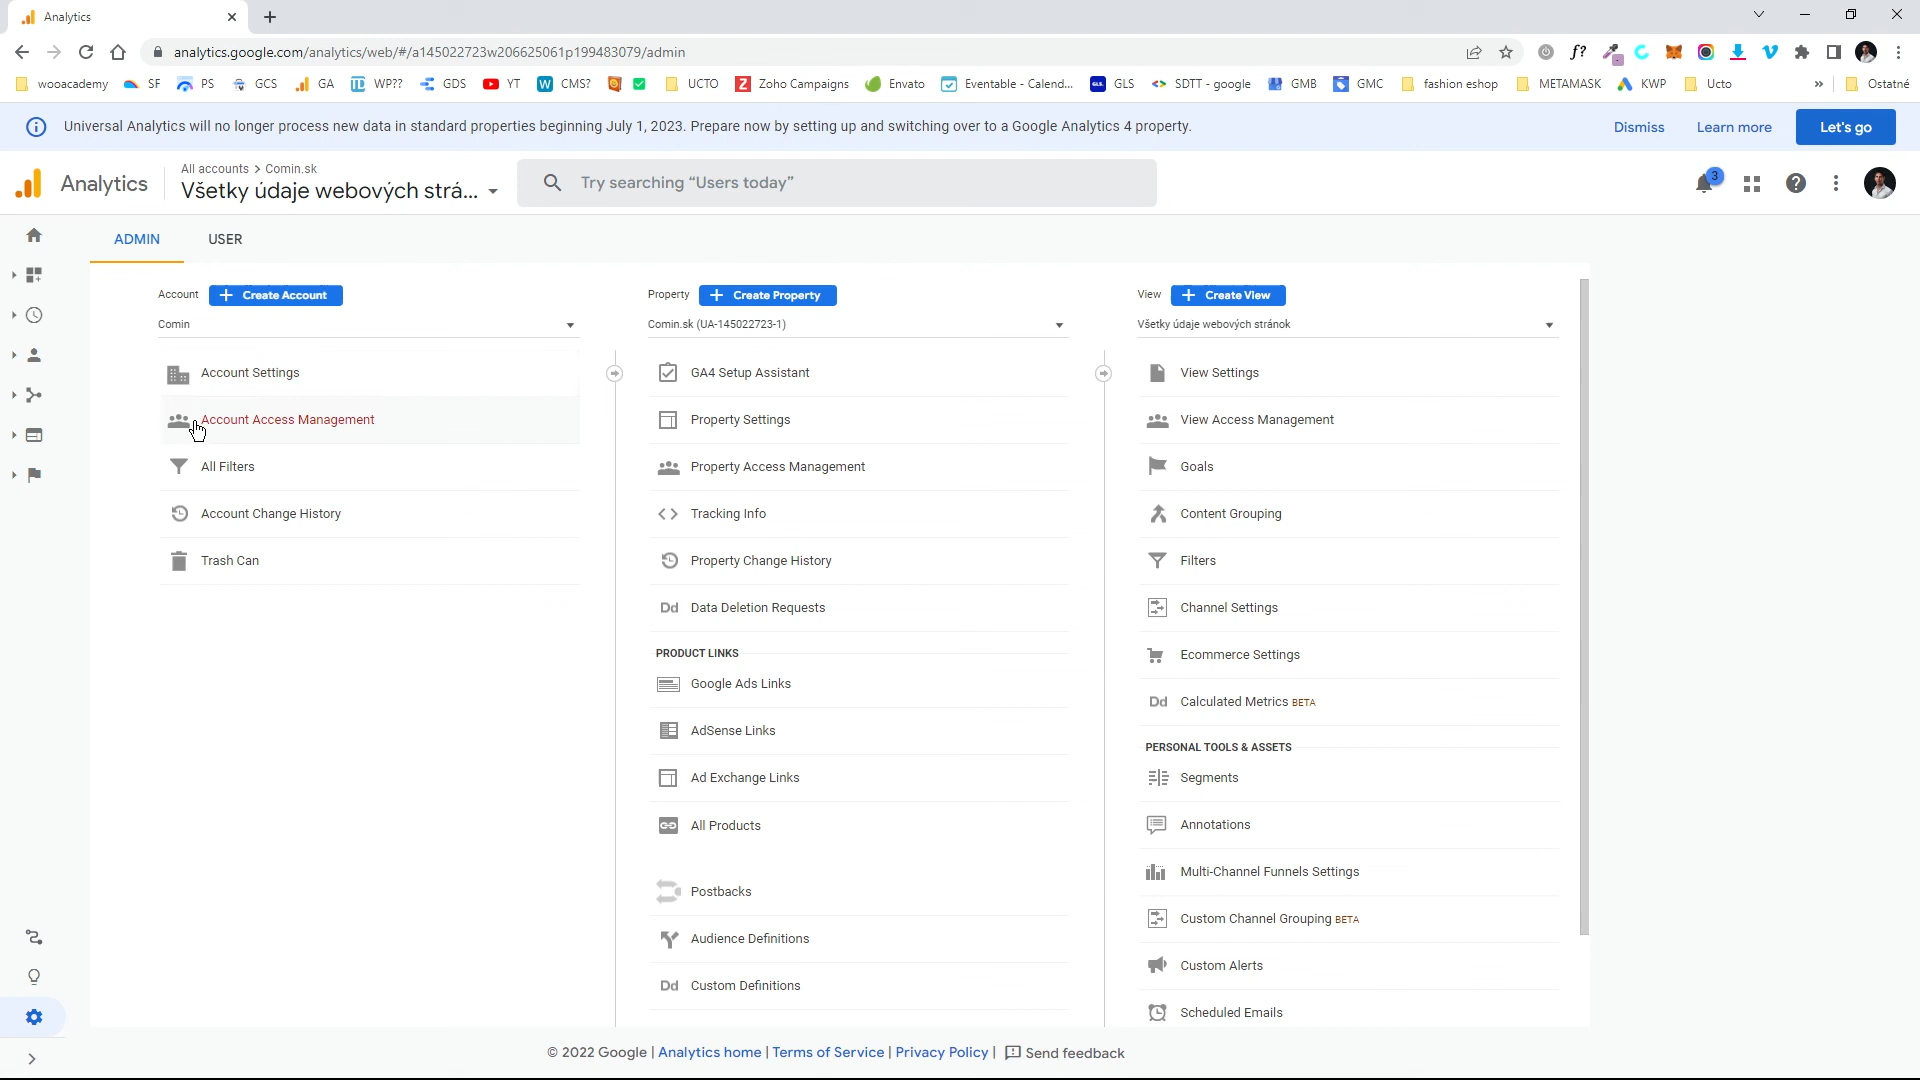 Analytics
analytics.google.com/analytics/web/#/a145022723w206625061p199483079/admin
f?
wooacademy SF PS GCS GA WP?? GDS YT CMS? UCTO Zoho Campaigns Envato Eventable - Calend... GLS SDTT - google GMB GMC fashion eshop METAMASK KWP Ucto » Ostatné
Universal Analytics will no longer process new data in standard properties beginning July 1, 2023. Prepare now by setting up and switching over to a Google Analytics 4 property.
Dismiss Learn more Let's go
Analytics
All accounts > Comin.sk
Všetky údaje webových strá...
Try searching “Users today”
3
ADMIN USER
Account + Create Account
Comin
Account Settings
Account Access Management
All Filters
Account Change History
Trash Can
Property + Create Property
Comin.sk (UA-145022723-1)
GA4 Setup Assistant
Property Settings
Property Access Management
Tracking Info
Property Change History
Dd Data Deletion Requests
PRODUCT LINKS
Google Ads Links
AdSense Links
Ad Exchange Links
All Products
Postbacks
Audience Definitions
Dd Custom Definitions
View + Create View
Všetky údaje webových stránok
View Settings
View Access Management
Goals
Content Grouping
Filters
Channel Settings
Ecommerce Settings
Dd Calculated Metrics BETA
PERSONAL TOOLS & ASSETS
Segments
Annotations
Multi-Channel Funnels Settings
Custom Channel Grouping BETA
Custom Alerts
Scheduled Emails
© 2022 Google | Analytics home | Terms of Service | Privacy Policy | Send feedback